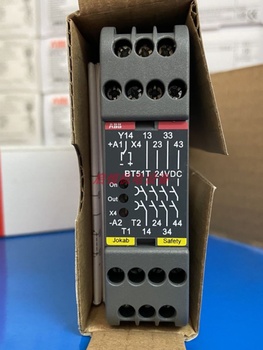 ABB
Y14 13 33
+A1 X4 23 43
BT51T 24VDC
On
Out
X4
-A2 T2 24 44
T1 14 34
Jokab Safety